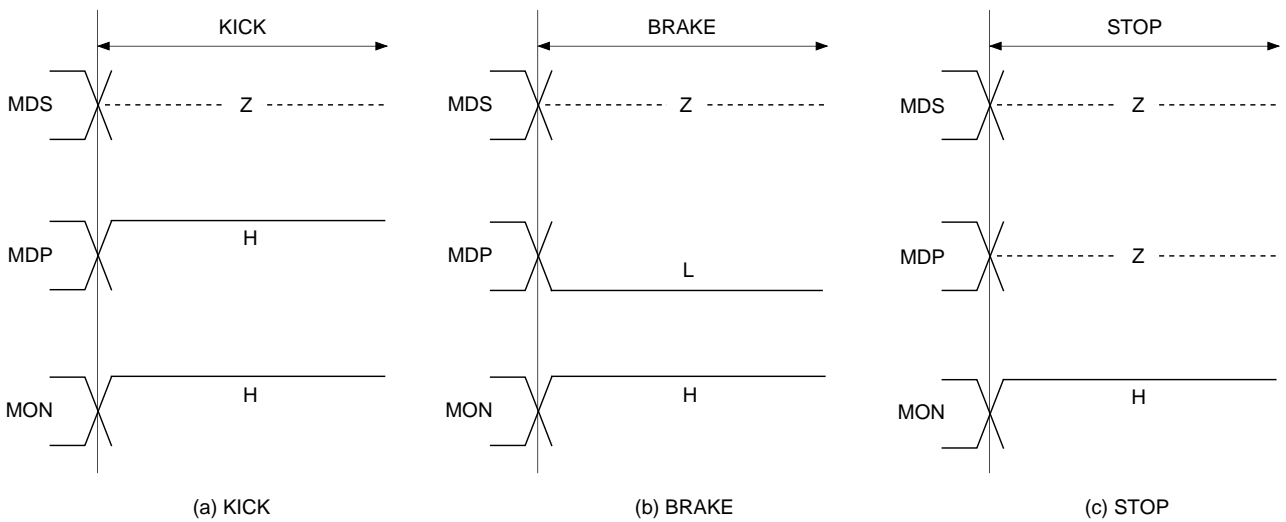 KICK
MDS
Z
MDP
H
MON
H
(a) KICK
BRAKE
MDS
Z
MDP
L
MON
H
(b) BRAKE
STOP
MDS
Z
MDP
Z
MON
H
(c) STOP